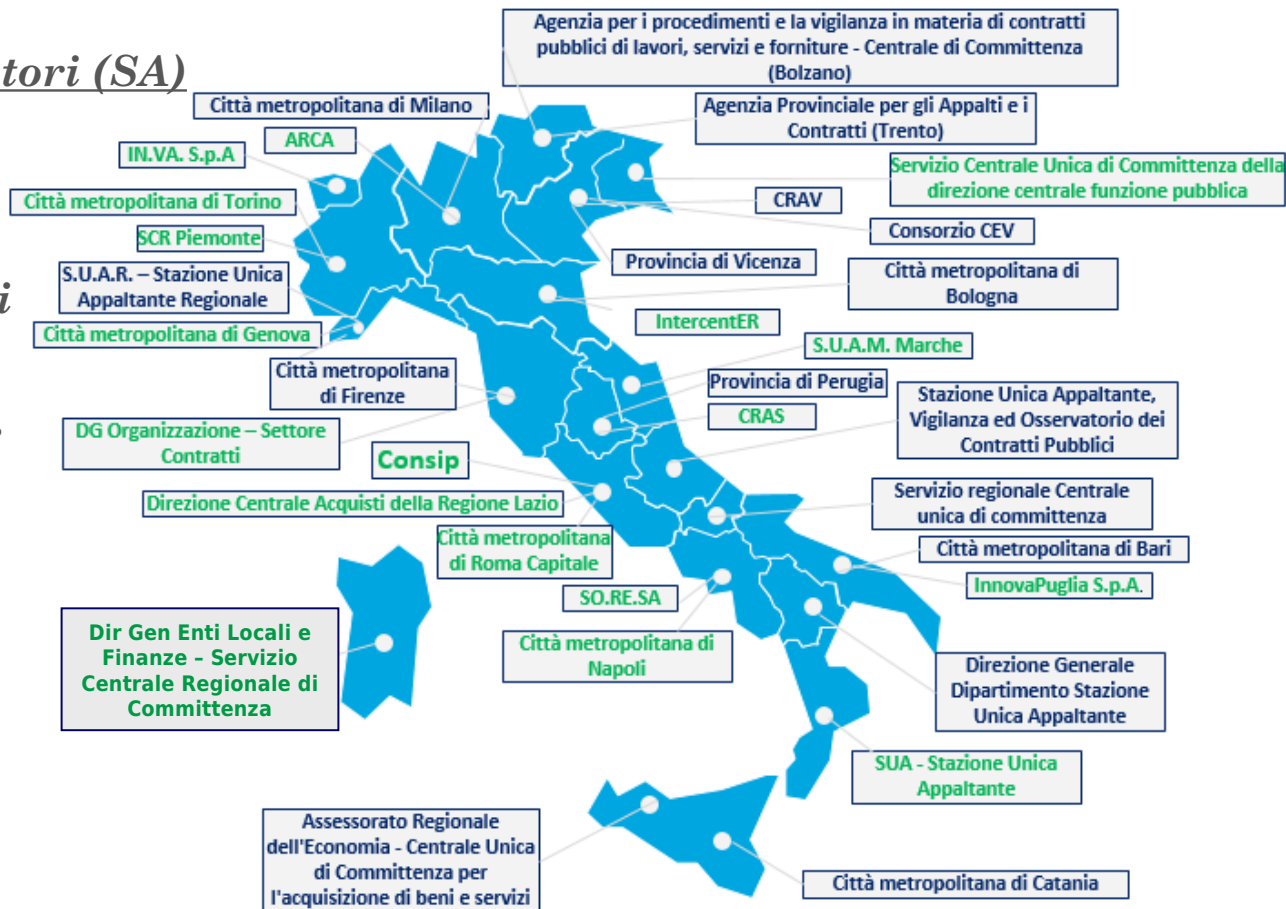 tori (SA)
i
Agenzia per i procedimenti e la vigilanza in materia di contratti
pubblici di lavori, servizi e forniture - Centrale di Committenza
(Bolzano)
Città metropolitana di Milano
Agenzia Provinciale per gli Appalti e i
Contratti (Trento)
ARCA
IN.VA. S.p.A
Servizio Centrale Unica di Committenza della
direzione centrale funzione pubblica
Città metropolitana di Torino
CRAV
SCR Piemonte
Consorzio CEV
S.U.A.R. – Stazione Unica
Appaltante Regionale
Provincia di Vicenza
Città metropolitana di
Bologna
Città metropolitana di Genova
IntercentER
S.U.A.M. Marche
Città metropolitana
di Firenze
Provincia di Perugia
CRAS
Stazione Unica Appaltante,
Vigilanza ed Osservatorio dei
Contratti Pubblici
DG Organizzazione – Settore
Contratti
Consip
Direzione Centrale Acquisti della Regione Lazio
Servizio regionale Centrale
unica di committenza
Città metropolitana
di Roma Capitale
Città metropolitana di Bari
InnovaPuglia S.p.A.
SO.RE.SA
Dir Gen Enti Locali e
Finanze – Servizio
Centrale Regionale di
Committenza
Città metropolitana di
Napoli
Direzione Generale
Dipartimento Stazione
Unica Appaltante
SUA - Stazione Unica
Appaltante
Assessorato Regionale
dell'Economia - Centrale Unica
di Committenza per
l'acquisizione di beni e servizi
Città metropolitana di Catania